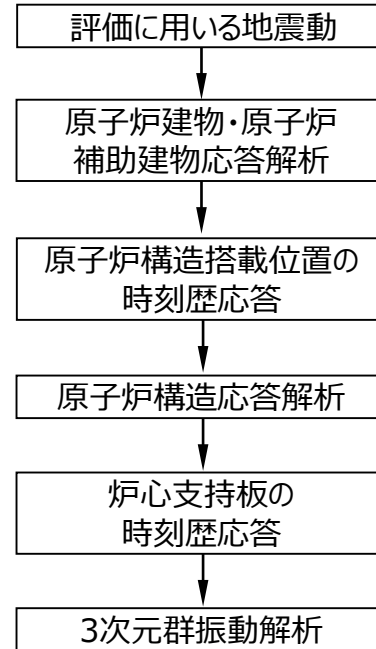 評価に用いる地震動
原子炉建物・原子炉
補助建物応答解析
原子炉構造搭載位置の
時刻歴応答
原子炉構造応答解析
炉心支持板の
時刻歴応答
3次元群振動解析